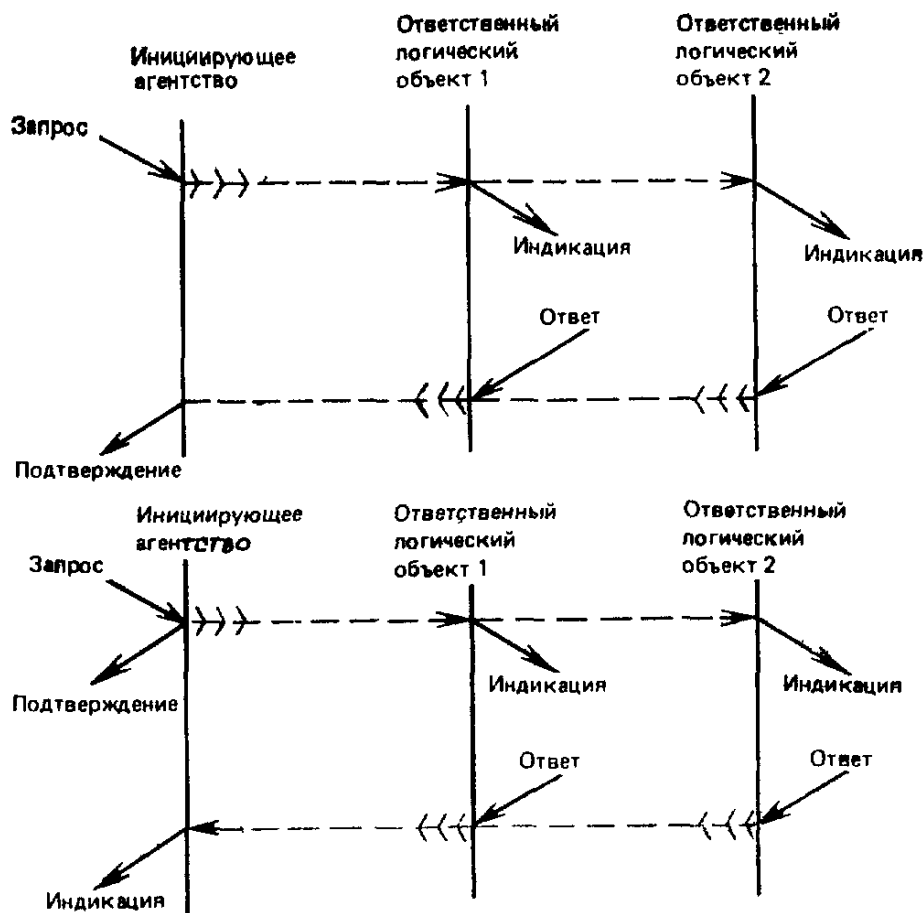 Инициирующее
агентство
Ответственный
логический
объект 1
Ответственный
логический
объект 2
Запрос
Индикация
Индикация
Ответ
Ответ
Подтверждение
Инициирующее
агентство
Ответственный
логический
объект 1
Ответственный
логический
объект 2
Запрос
Подтверждение
Индикация
Индикация
Ответ
Ответ
Индикация